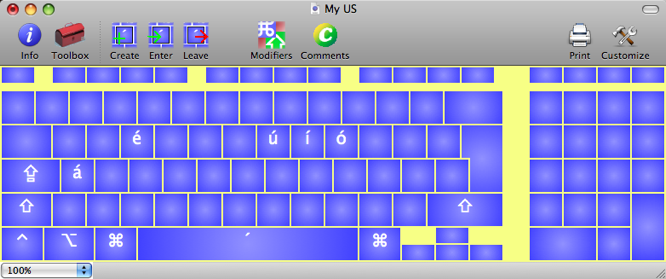 My US
Info Toolbox Create Enter Leave Modifiers Comments Print Customize
é ú í ó
⇪ á
⇧ ⇧
^ ⌥ ⌘ ´ ⌘
100%